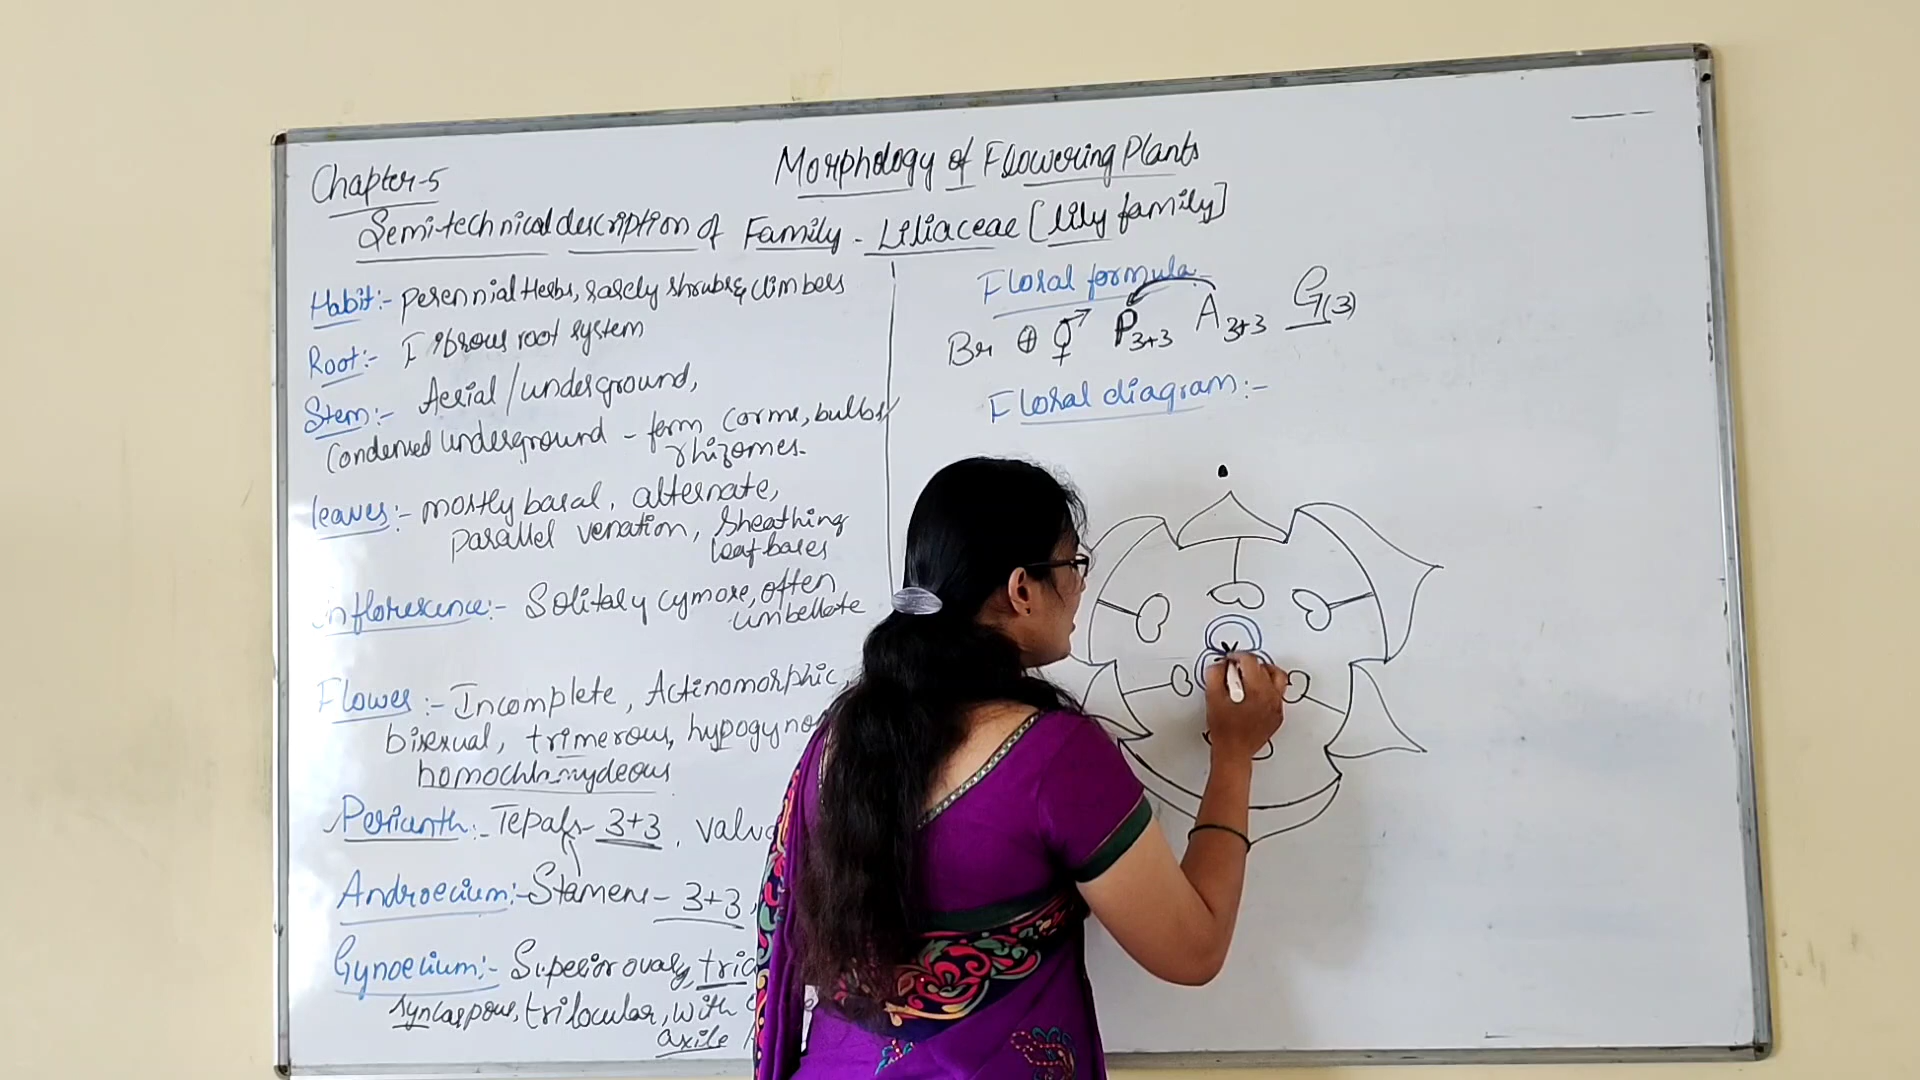 Chapter-5
Morphology of Flowering Plants
Semi-technical description of Family - Liliaceae [lily family]
Habit:- perennial Herbs, rarely shrubs & climbers
Root:- Fibrous root system
Stem:- Aerial / underground,
Condensed underground - form corms, bulbs/
rhizomes.
leaves:- mostly basal, alternate,
parallel venation, sheathing
leaf bases
inflorescence:- Solitary cymose, often
umbellate
Flower:- Incomplete, Actinomorphic,
bisexual, trimerous,
homochlamydeous
Perianth:- Tepals- 3+3,
Androecium:- Stamens- 3+3,
Gynoecium:- Superior ovary,
syncarpous, trilocular, with
axile
Floral formula-
Br ⊕ ⚥ P3+3 A3+3 G(3)
Floral diagram:-